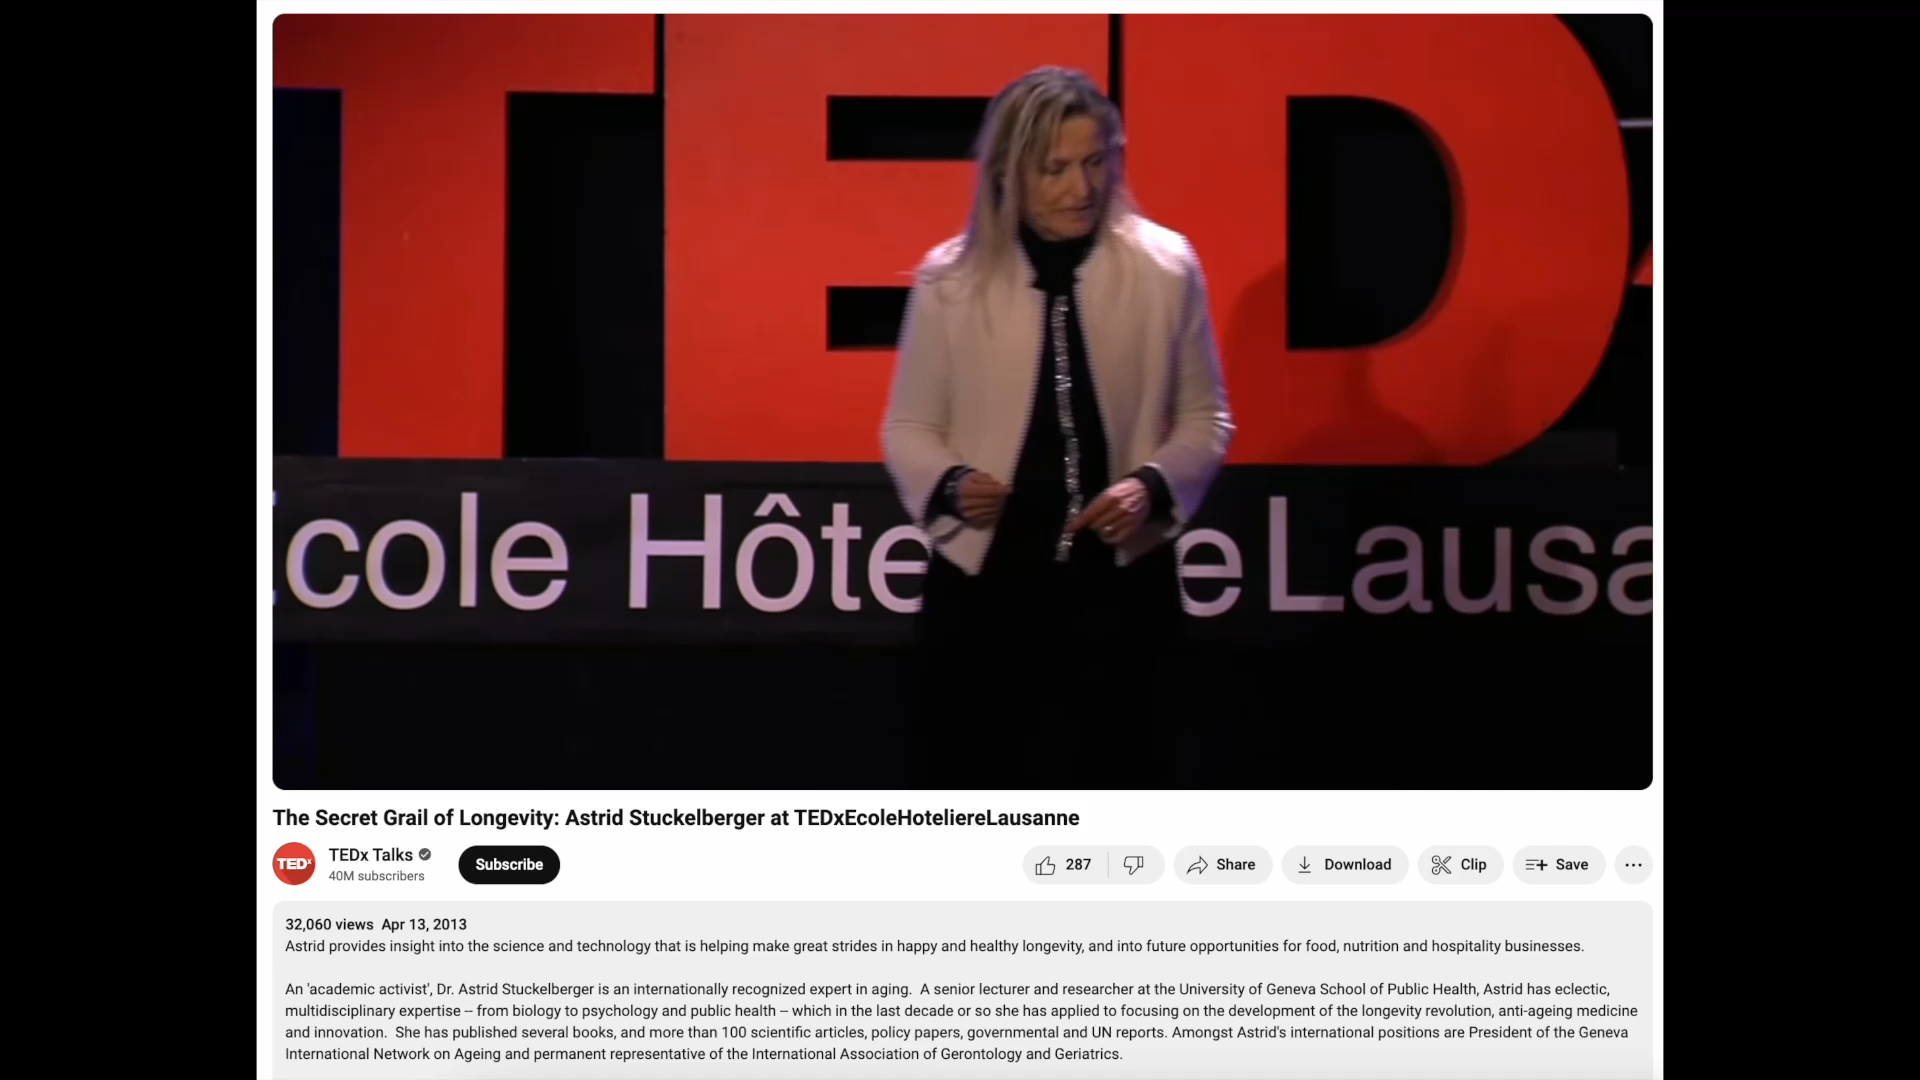 TED
cole Hôte eLausa
The Secret Grail of Longevity: Astrid Stuckelberger at TEDxEcoleHoteliereLausanne
TEDx
TEDx Talks
40M subscribers
Subscribe
287
Share
Download
Clip
Save
32,060 views Apr 13, 2013
Astrid provides insight into the science and technology that is helping make great strides in happy and healthy longevity, and into future opportunities for food, nutrition and hospitality businesses.
An 'academic activist', Dr. Astrid Stuckelberger is an internationally recognized expert in aging. A senior lecturer and researcher at the University of Geneva School of Public Health, Astrid has eclectic,
multidisciplinary expertise -- from biology to psychology and public health -- which in the last decade or so she has applied to focusing on the development of the longevity revolution, anti-ageing medicine
and innovation. She has published several books, and more than 100 scientific articles, policy papers, governmental and UN reports. Amongst Astrid's international positions are President of the Geneva
International Network on Ageing and permanent representative of the International Association of Gerontology and Geriatrics.